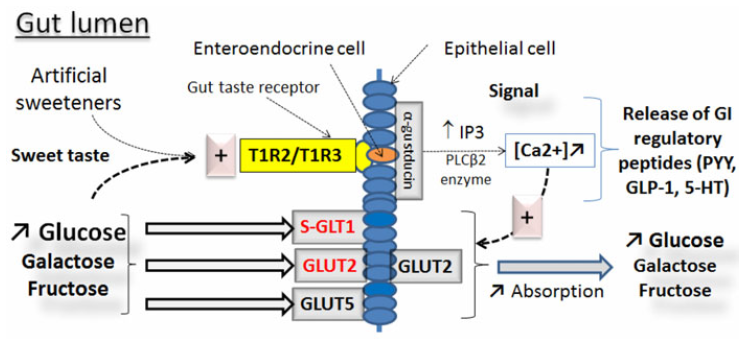 Gut lumen
Enteroendocrine cell
Epithelial cell
Artificial
sweeteners
Gut taste receptor
Signal
Sweet taste
+
T1R2/T1R3
α-gustducin
↑ IP3
PLCβ2
enzyme
[Ca2+]↗
Release of GI
regulatory
peptides (PYY,
GLP-1, 5-HT)
+
↗ Glucose
Galactose
Fructose
S-GLT1
GLUT2
GLUT5
GLUT2
↗ Absorption
↗ Glucose
Galactose
Fructose